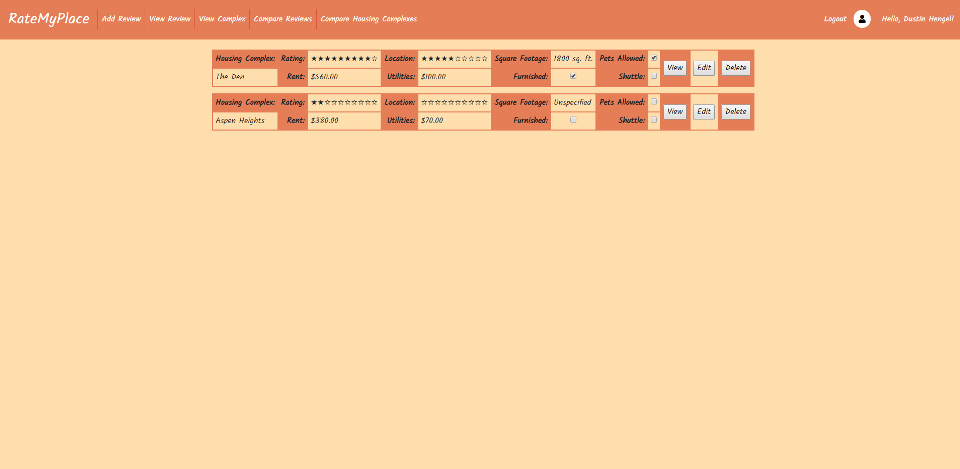 RateMyPlace Add Review View Review View Complex Compare Reviews Compare Housing Complexes Logout Hello, Dustin Hengell
Housing Complex: Rating: ★★★★★★★★★☆ Location: ★★★★★☆☆☆☆☆ Square Footage: 1800 sq. ft. Pets Allowed:
The Den Rent: $560.00 Utilities: $100.00 Furnished: Shuttle: View Edit Delete
Housing Complex: Rating: ★★☆☆☆☆☆☆☆☆ Location: ☆☆☆☆☆☆☆☆☆☆ Square Footage: Unspecified Pets Allowed:
Aspen Heights Rent: $380.00 Utilities: $70.00 Furnished: Shuttle: View Edit Delete